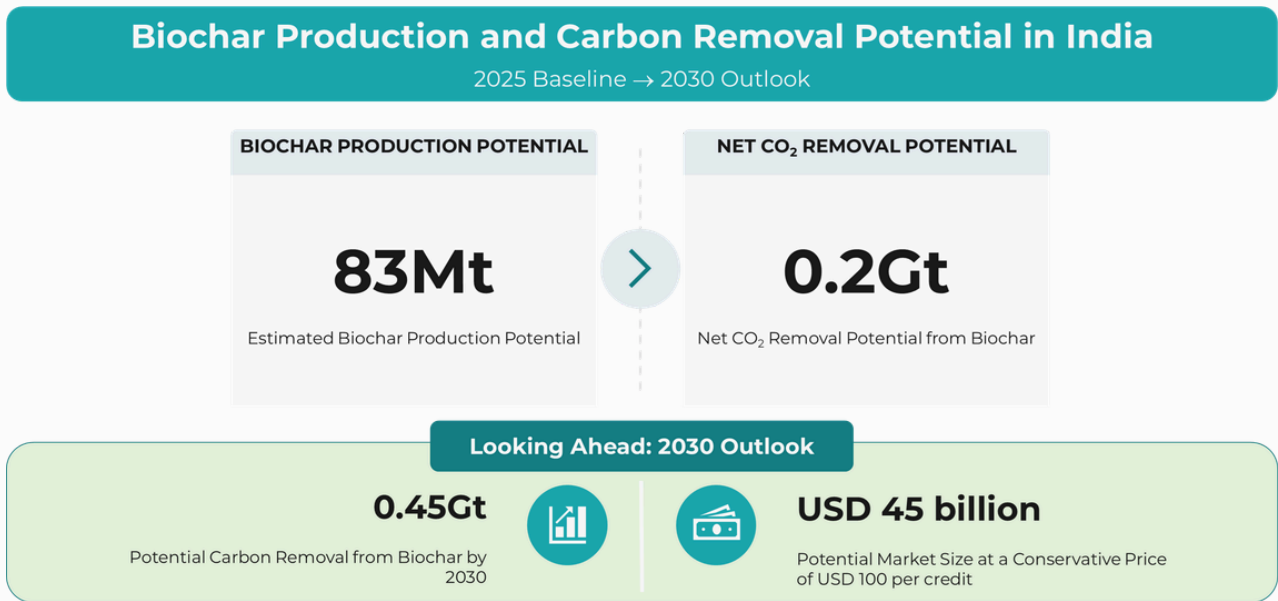 Biochar Production and Carbon Removal Potential in India
2025 Baseline → 2030 Outlook
BIOCHAR PRODUCTION POTENTIAL
83Mt
Estimated Biochar Production Potential
NET CO₂ REMOVAL POTENTIAL
0.2Gt
Net CO₂ Removal Potential from Biochar
Looking Ahead: 2030 Outlook
0.45Gt
Potential Carbon Removal from Biochar by
2030
USD 45 billion
Potential Market Size at a Conservative Price
of USD 100 per credit